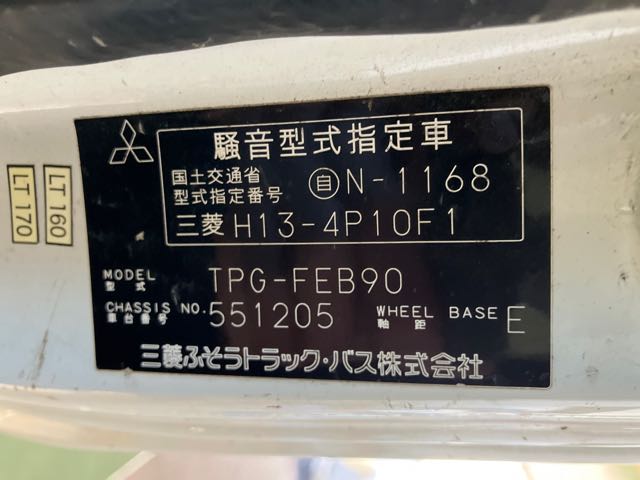 騒音型式指定車
国土交通省
型式指定番号 自N-1168
三菱 H13-4P10F1
MODEL
型式 TPG-FEB90
CHASSIS NO.
車台番号 551205
WHEEL BASE
軸距 E
三菱ふそうトラック・バス株式会社
LT 160
LT 170